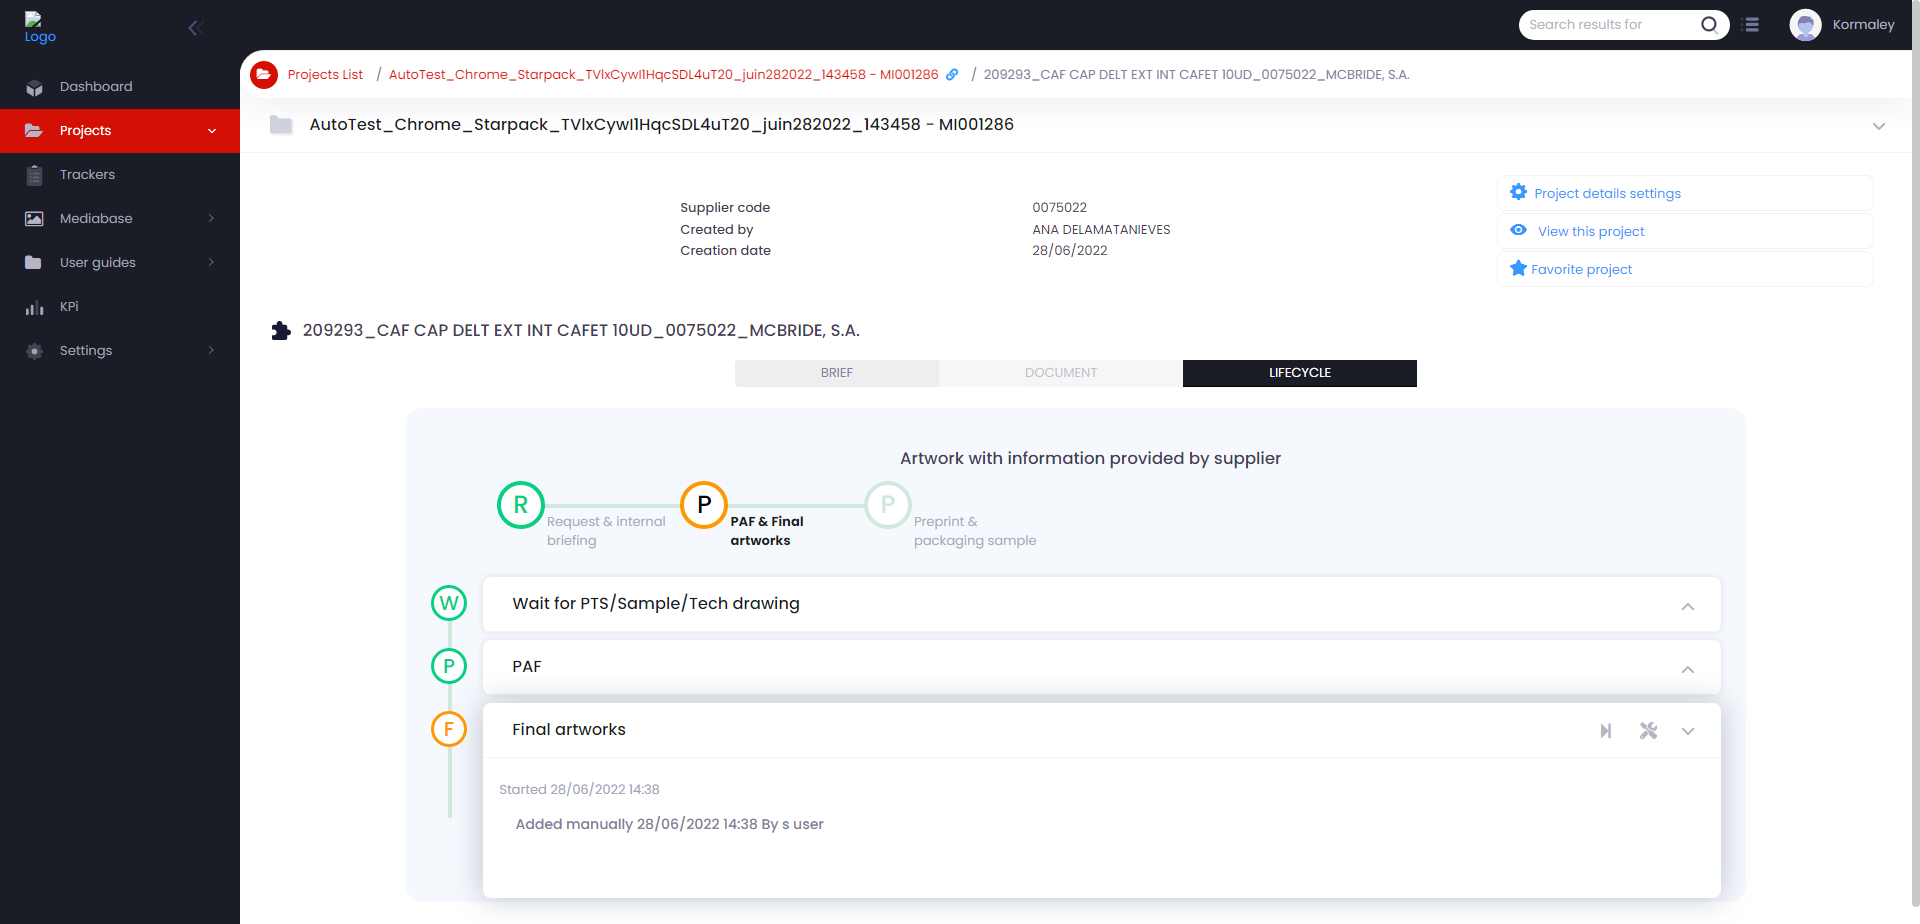 Logo
Search results for
Kormaley
Dashboard
Projects
Trackers
Mediabase
User guides
KPi
Settings
Projects List / AutoTest_Chrome_Starpack_TVlxCywI1HqcSDL4uT20_juin282022_143458 - MI001286 / 209293_CAF CAP DELT EXT INT CAFET 10UD_0075022_MCBRIDE, S.A.
AutoTest_Chrome_Starpack_TVlxCywI1HqcSDL4uT20_juin282022_143458 - MI001286
Supplier code 0075022
Created by ANA DELAMATANIEVES
Creation date 28/06/2022
Project details settings
View this project
Favorite project
209293_CAF CAP DELT EXT INT CAFET 10UD_0075022_MCBRIDE, S.A.
BRIEF DOCUMENT LIFECYCLE
Artwork with information provided by supplier
R
Request & internal
briefing
P
PAF & Final
artworks
P
Preprint &
packaging sample
W
Wait for PTS/Sample/Tech drawing
P
PAF
F
Final artworks
Started 28/06/2022 14:38
Added manually 28/06/2022 14:38 By s user